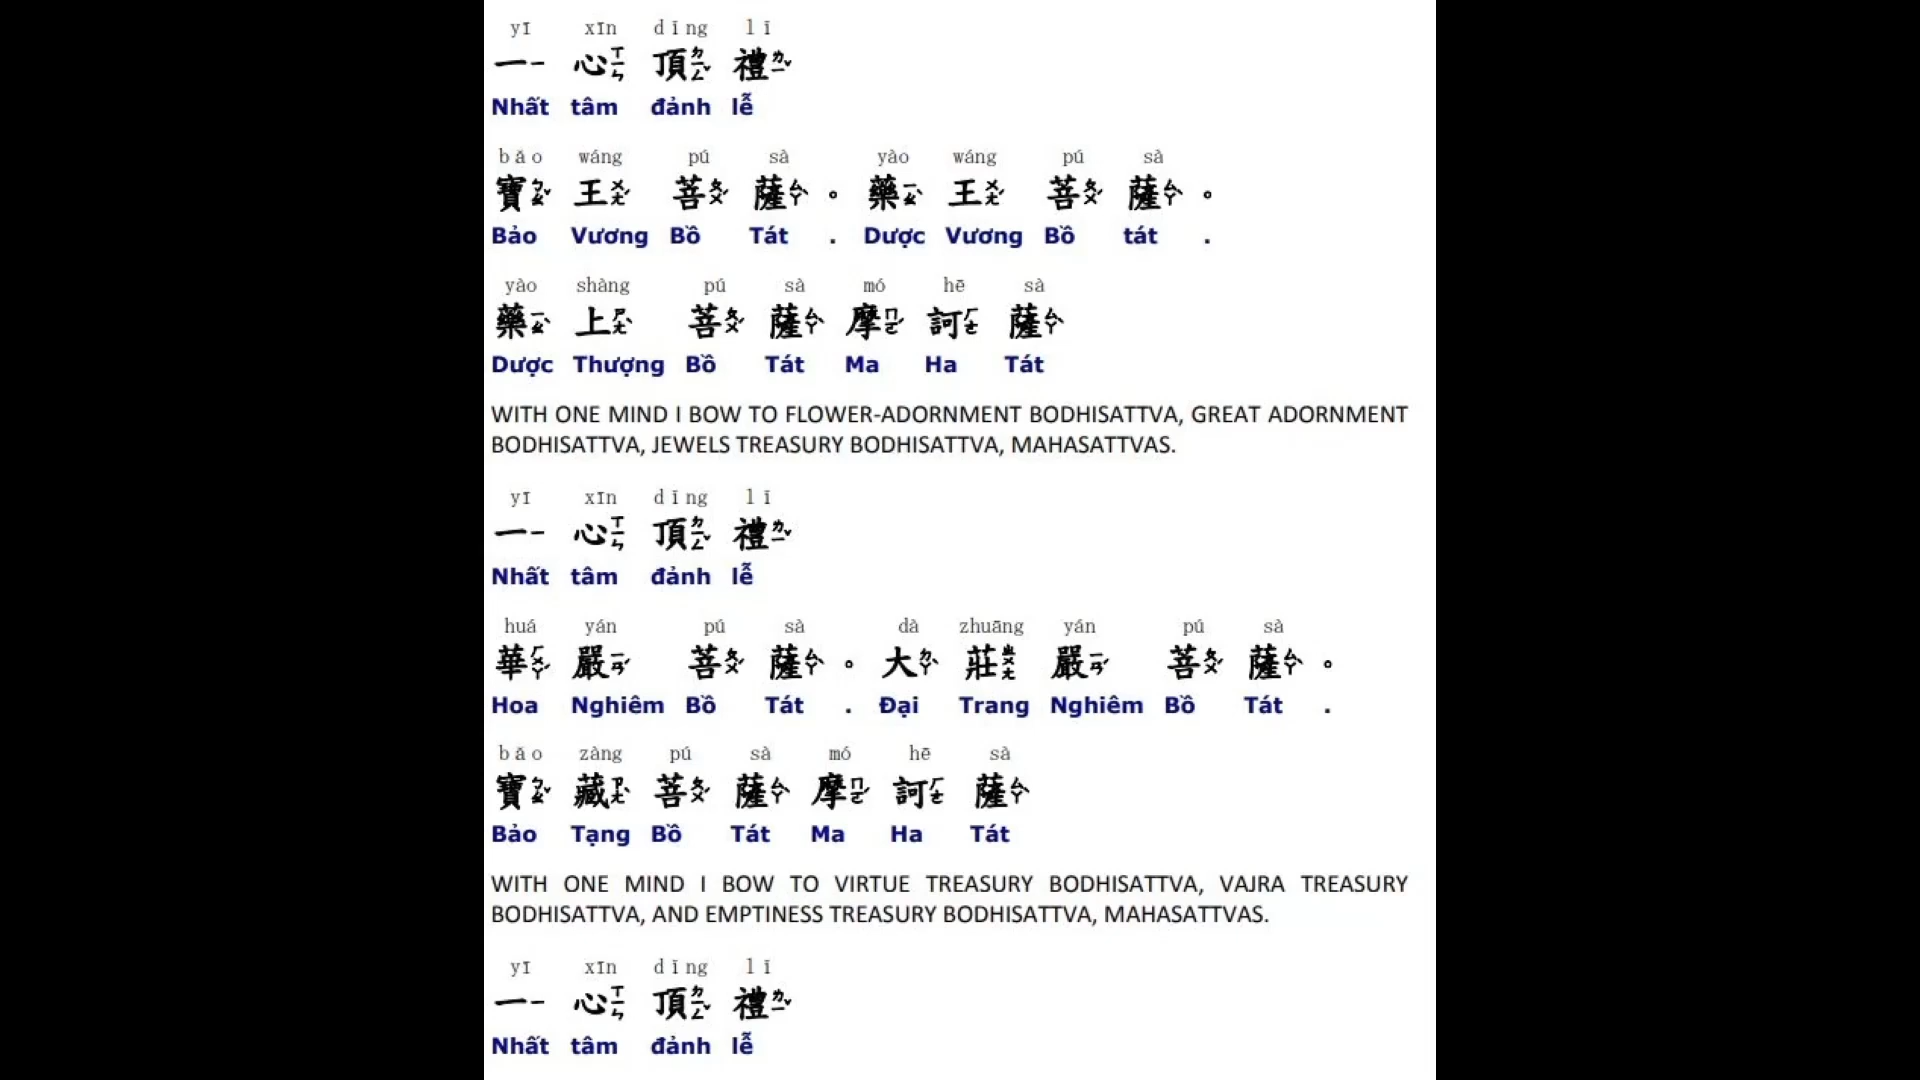 yī xīn dǐng lǐ
一 心 頂 禮
Nhất tâm đảnh lễ
bǎo wáng pú sà yào wáng pú sà
寶 王 菩 薩 。 藥 王 菩 薩 。
Bảo Vương Bồ Tát . Dược Vương Bồ tát .
yào shàng pú sà mó hē sà
藥 上 菩 薩 摩 訶 薩
Dược Thượng Bồ Tát Ma Ha Tát
WITH ONE MIND I BOW TO FLOWER-ADORNMENT BODHISATTVA, GREAT ADORNMENT
BODHISATTVA, JEWELS TREASURY BODHISATTVA, MAHASATTVAS.
yī xīn dǐng lǐ
一 心 頂 禮
Nhất tâm đảnh lễ
huá yán pú sà dà zhuāng yán pú sà
華 嚴 菩 薩 。 大 莊 嚴 菩 薩 。
Hoa Nghiêm Bồ Tát . Đại Trang Nghiêm Bồ Tát .
bǎo zàng pú sà mó hē sà
寶 藏 菩 薩 摩 訶 薩
Bảo Tạng Bồ Tát Ma Ha Tát
WITH ONE MIND I BOW TO VIRTUE TREASURY BODHISATTVA, VAJRA TREASURY
BODHISATTVA, AND EMPTINESS TREASURY BODHISATTVA, MAHASATTVAS.
yī xīn dǐng lǐ
一 心 頂 禮
Nhất tâm đảnh lễ